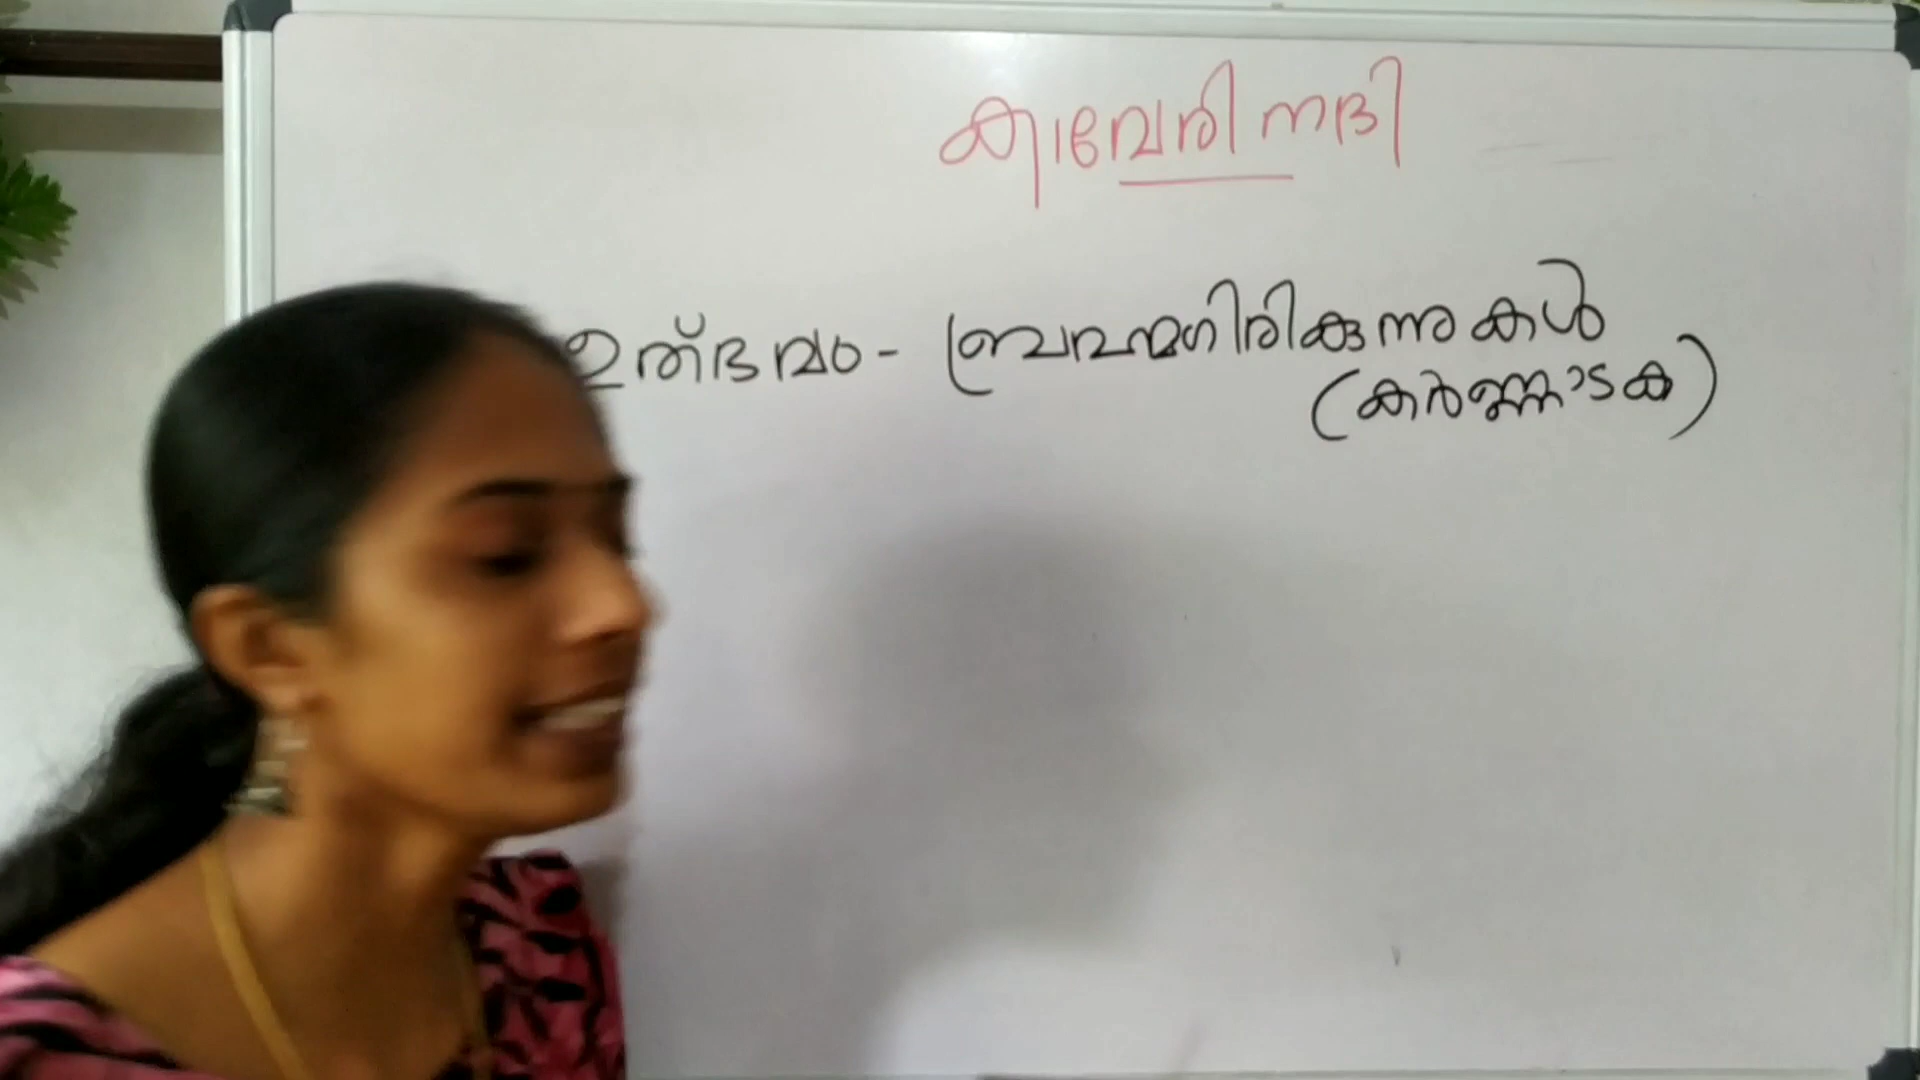 കാവേരി നദി
ഉത്ഭവം - ബ്രഹ്മഗിരികുന്നുകൾ
(കർണ്ണാടക)